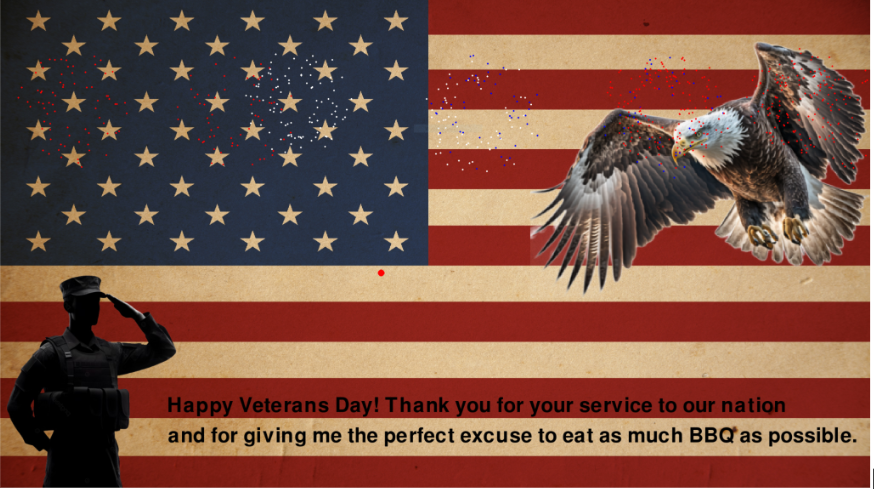 Happy Veterans Day! Thank you for your service to our nation
and for giving me the perfect excuse to eat as much BBQ as possible.